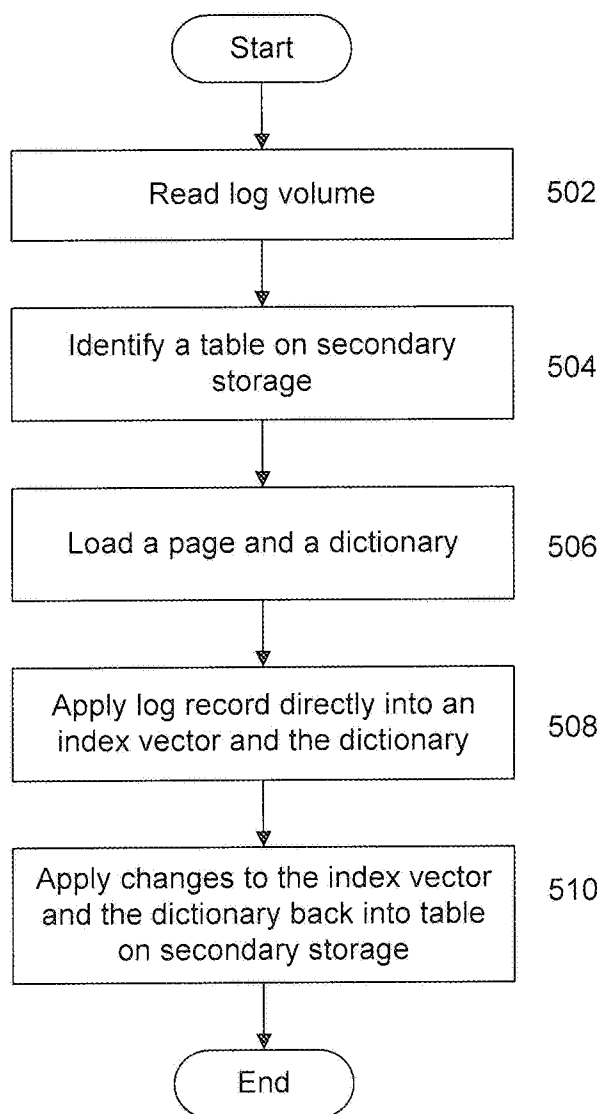 Start
Read log volume
502
Identify a table on secondary
storage
504
Load a page and a dictionary
506
Apply log record directly into an
index vector and the dictionary
508
Apply changes to the index vector
and the dictionary back into table
on secondary storage
510
End